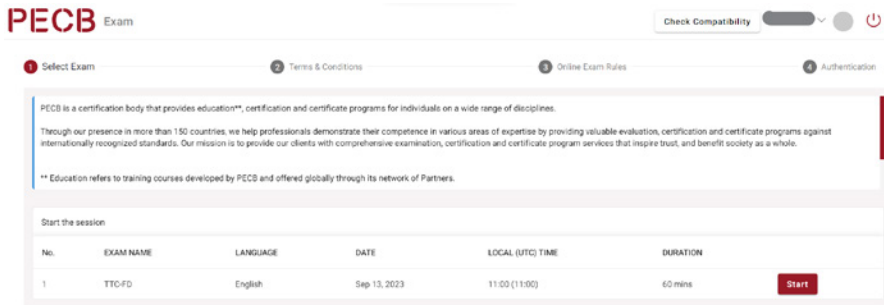 PECB Exam
Check Compatibility
1 Select Exam
2 Terms & Conditions
3 Online Exam Rules
4 Authentication
PECB is a certification body that provides education**, certification and certificate programs for individuals on a wide range of disciplines.
Through our presence in more than 150 countries, we help professionals demonstrate their competence in various areas of expertise by providing valuable evaluation, certification and certificate programs against
internationally recognized standards. Our mission is to provide our clients with comprehensive examination, certification and certificate program services that inspire trust, and benefit society as a whole.
** Education refers to training courses developed by PECB and offered globally through its network of Partners.
Start the session
No. EXAM NAME LANGUAGE DATE LOCAL (UTC) TIME DURATION
1 TTC-FD English Sep 13, 2023 11:00 (11:00) 60 mins Start